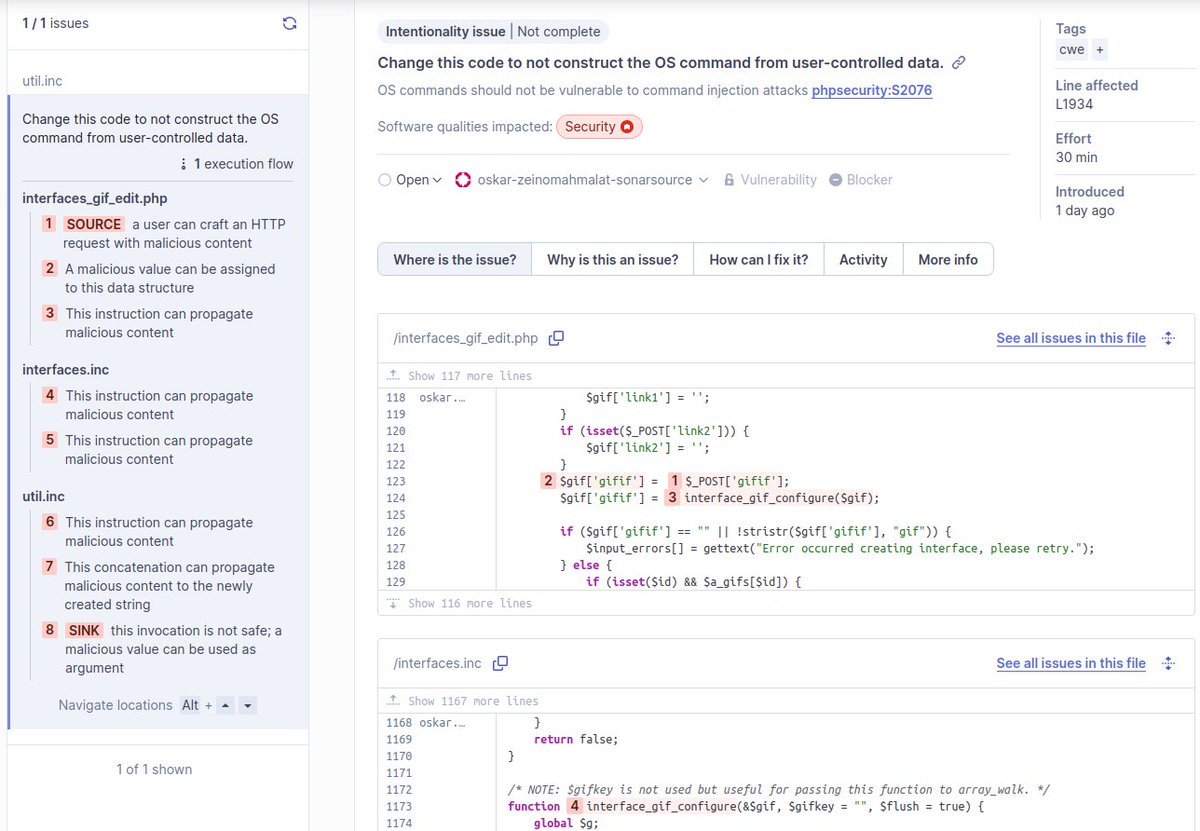 1 / 1 issues
util.inc
Change this code to not construct the OS
command from user-controlled data.
1 execution flow
interfaces_gif_edit.php
1 SOURCE a user can craft an HTTP
request with malicious content
2 A malicious value can be assigned
to this data structure
3 This instruction can propagate
malicious content
interfaces.inc
4 This instruction can propagate
malicious content
5 This instruction can propagate
malicious content
util.inc
6 This instruction can propagate
malicious content
7 This concatenation can propagate
malicious content to the newly
created string
8 SINK this invocation is not safe; a
malicious value can be used as
argument
Navigate locations Alt +
1 of 1 shown
Intentionality issue | Not complete
Change this code to not construct the OS command from user-controlled data.
OS commands should not be vulnerable to command injection attacks phpsecurity:S2076
Software qualities impacted: Security
Open oskar-zeinomahmalat-sonarsource Vulnerability Blocker
Tags
cwe +
Line affected
L1934
Effort
30 min
Introduced
1 day ago
Where is the issue? Why is this an issue? How can I fix it? Activity More info
/interfaces_gif_edit.php See all issues in this file
Show 117 more lines
118 oskar.… $gif['link1'] = '';
119 }
120 if (isset($_POST['link2'])) {
121 $gif['link2'] = '';
122 }
123 2 $gif['gifif'] = 1 $_POST['gifif'];
124 $gif['gifif'] = 3 interface_gif_configure($gif);
125
126 if ($gif['gifif'] == "" || !stristr($gif['gifif'], "gif")) {
127 $input_errors[] = gettext("Error occurred creating interface, please retry.");
128 } else {
129 if (isset($id) && $a_gifs[$id]) {
Show 116 more lines
/interfaces.inc See all issues in this file
Show 1167 more lines
1168 oskar.… }
1169 return false;
1170 }
1171
1172 /* NOTE: $gifkey is not used but useful for passing this function to array_walk. */
1173 function 4 interface_gif_configure(&$gif, $gifkey = "", $flush = true) {
1174 global $g;